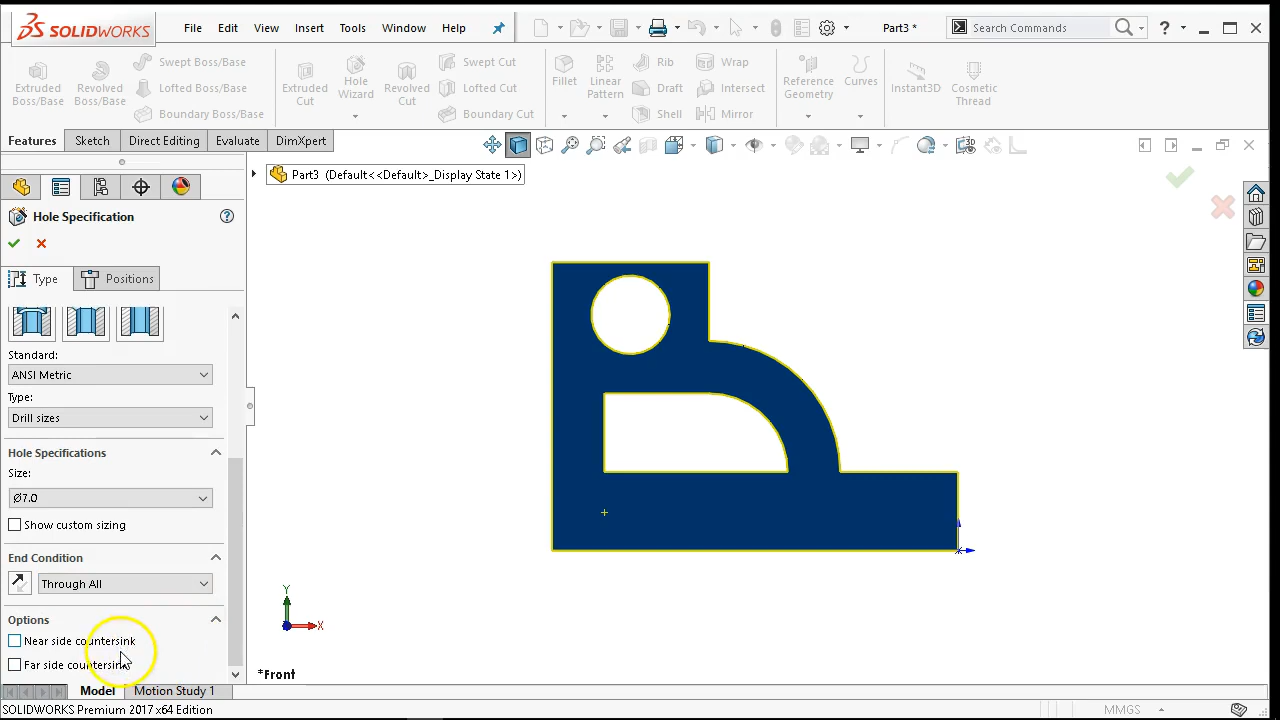 SOLIDWORKS
File Edit View Insert Tools Window Help
Part3 *
Search Commands
?
Extruded Boss/Base
Revolved Boss/Base
Swept Boss/Base
Lofted Boss/Base
Boundary Boss/Base
Extruded Cut
Hole Wizard
Revolved Cut
Swept Cut
Lofted Cut
Boundary Cut
Fillet
Linear Pattern
Rib
Draft
Shell
Wrap
Intersect
Mirror
Reference Geometry
Curves
Instant3D
Cosmetic Thread
Features Sketch Direct Editing Evaluate DimXpert
Part3 (Default<<Default>_Display State 1>)
Hole Specification
?
Type Positions
Standard:
ANSI Metric
Type:
Drill sizes
Hole Specifications
Size:
Ø7.0
Show custom sizing
End Condition
Through All
Options
Near side countersink
Far side countersink
Y
X
*Front
Model Motion Study 1
SOLIDWORKS Premium 2017 x64 Edition
MMGS